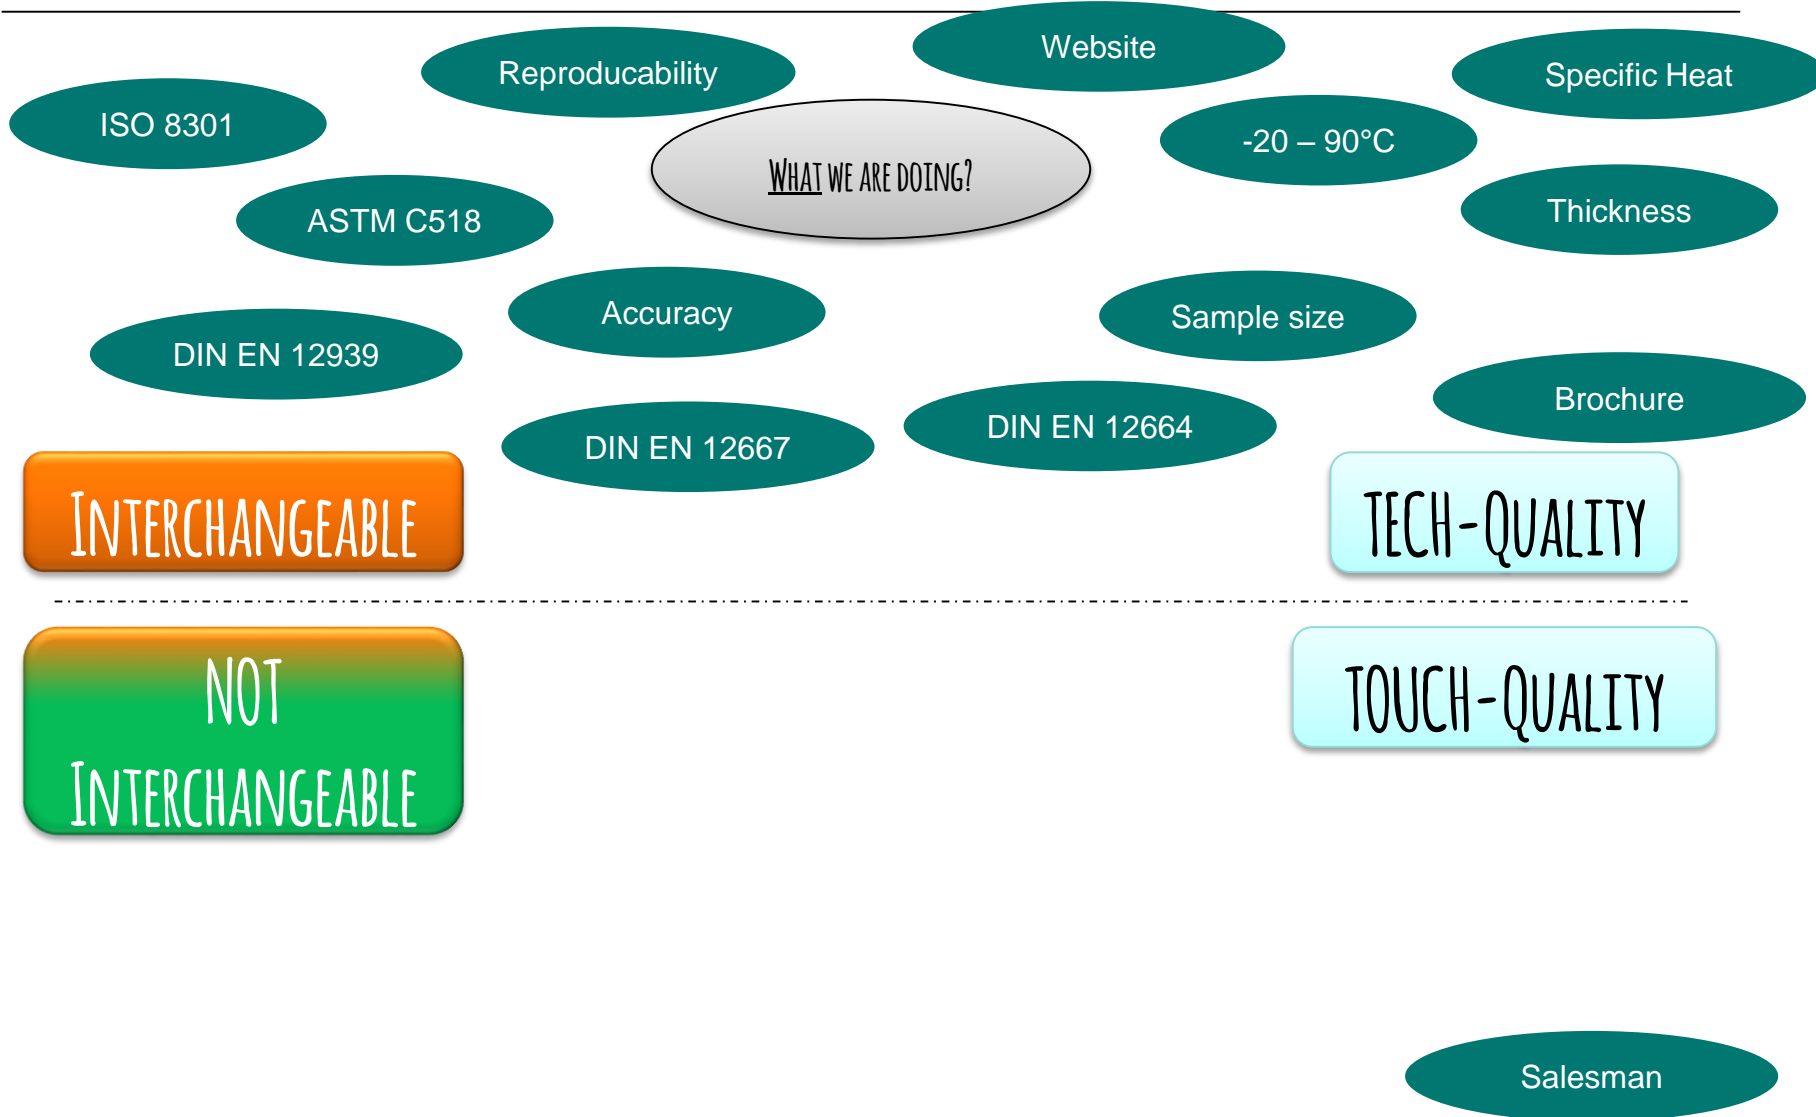 Website
Reproducability
Specific Heat
ISO 8301
-20 – 90°C
What we are doing?
Thickness
ASTM C518
Accuracy
Sample size
DIN EN 12939
Brochure
DIN EN 12664
DIN EN 12667
Interchangeable
TECH-Quality
NOT
Interchangeable
TOUCH-Quality
Salesman